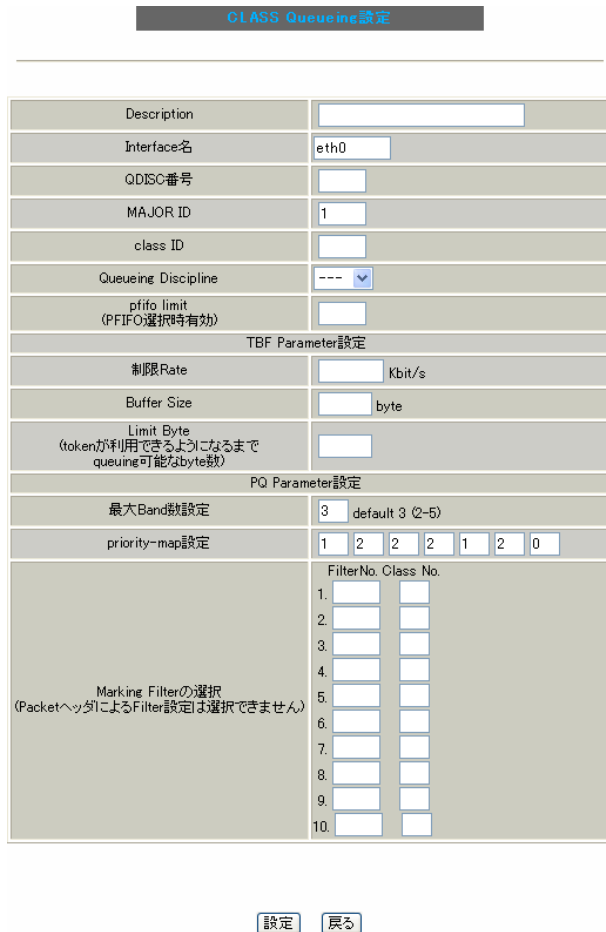 CLASS Queueing設定
Description
Interface名 eth0
QDISC番号
MAJOR ID 1
class ID
Queueing Discipline ---
pfifo limit
(PFIFO選択時有効)
TBF Parameter設定
制限Rate Kbit/s
Buffer Size byte
Limit Byte
(tokenが利用できるようになるまで
queuing可能なbyte数)
PQ Parameter設定
最大Band数設定 3 default 3 (2-5)
priority-map設定 1 2 2 2 1 2 0
Marking Filterの選択
(PacketヘッダによるFilter設定は選択できません)
FilterNo. Class No.
1.
2.
3.
4.
5.
6.
7.
8.
9.
10.
設定 戻る